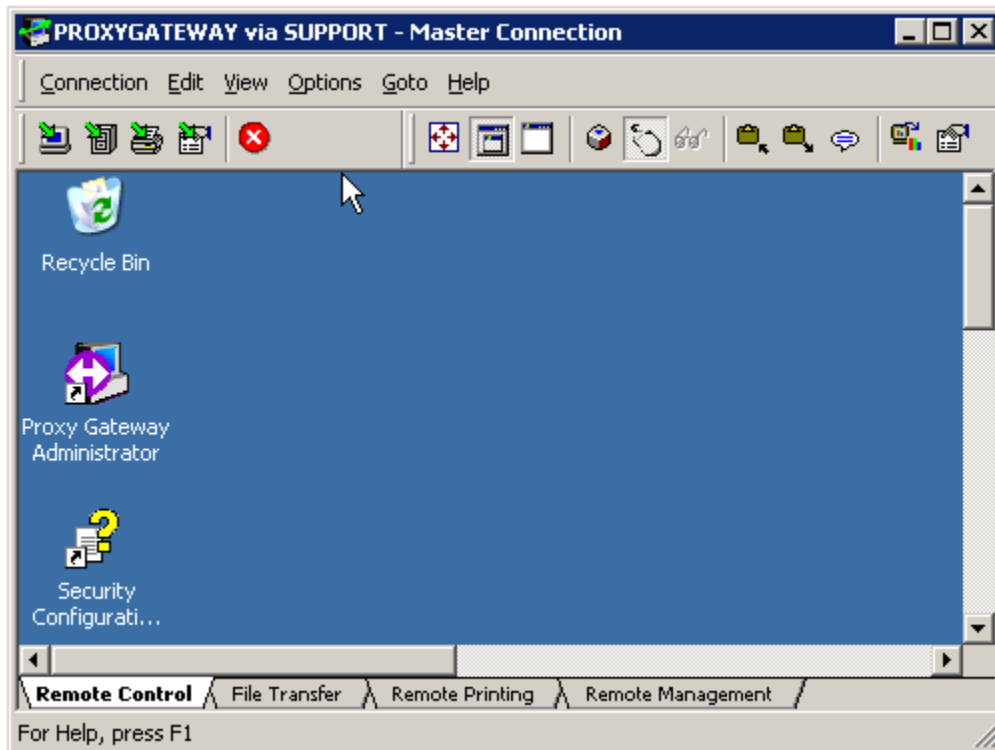 PROXYGATEWAY via SUPPORT - Master Connection
Connection Edit View Options Goto Help
Recycle Bin
Proxy Gateway
Administrator
Security
Configurati...
Remote Control File Transfer Remote Printing Remote Management
For Help, press F1